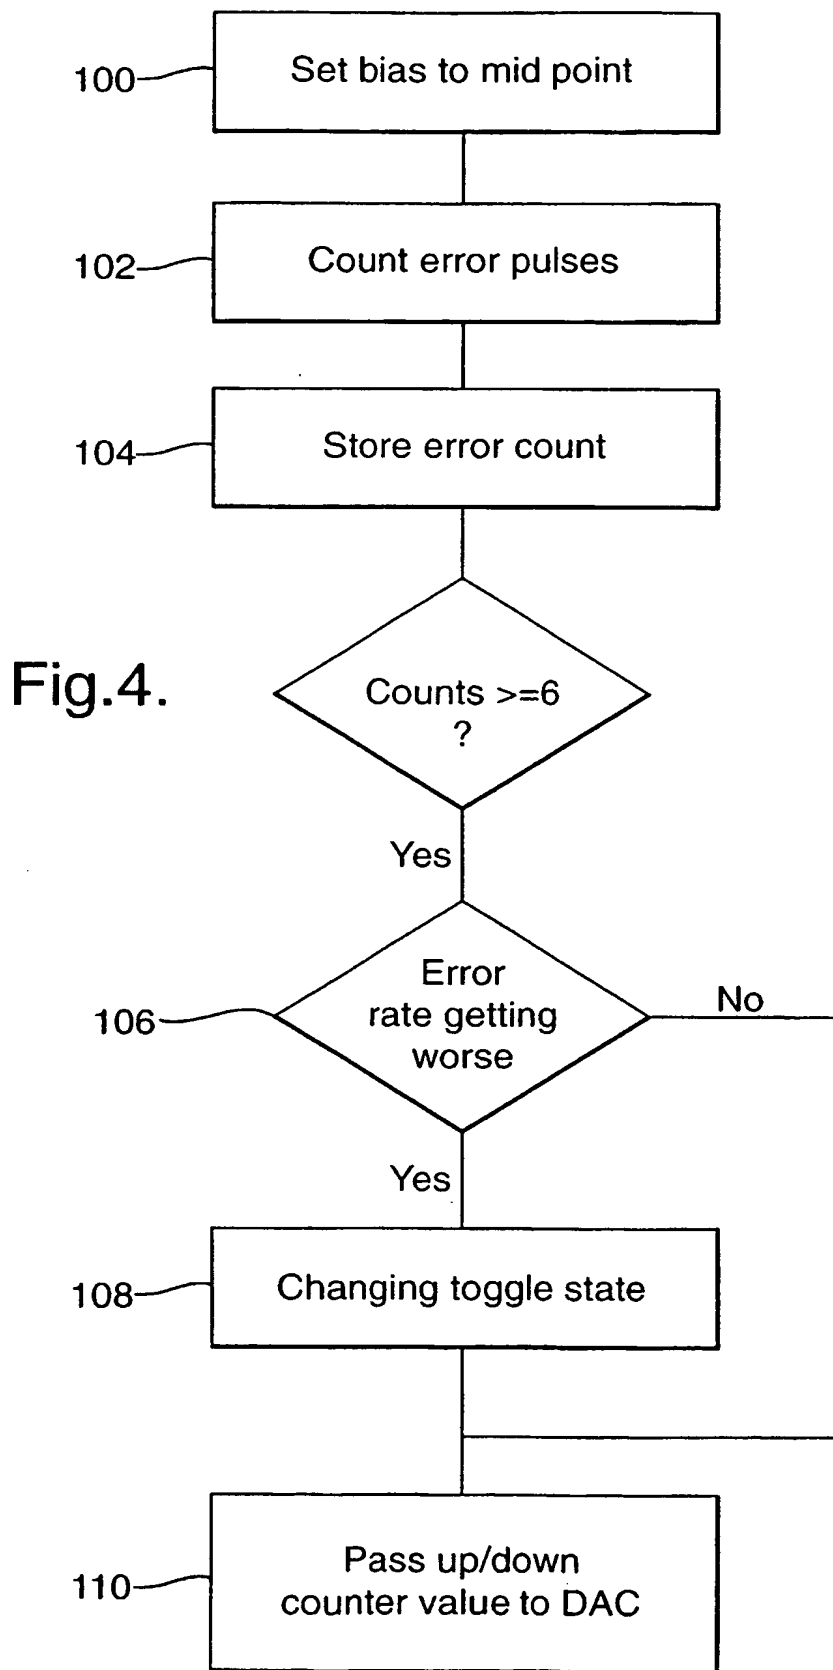 100
Set bias to mid point
102
Count error pulses
104
Store error count
Fig.4.
Counts >=6
?
Yes
106
Error
rate getting
worse
No
Yes
108
Changing toggle state
110
Pass up/down
counter value to DAC